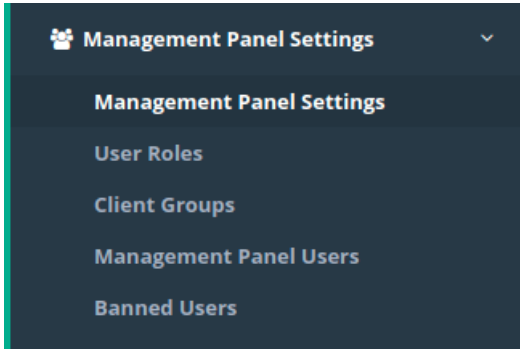 Management Panel Settings
Management Panel Settings
User Roles
Client Groups
Management Panel Users
Banned Users